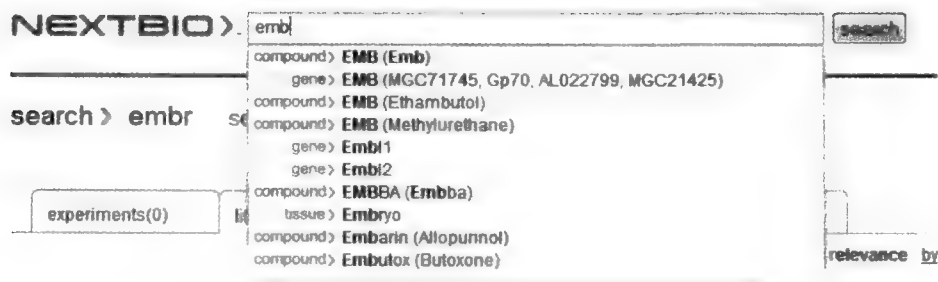 NEXTBIO
emb
search
compound> EMB (Emb)
gene> EMB (MGC71745, Gp70, AL022799, MGC21425)
compound> EMB (Ethambutol)
search> embr
compound> EMB (Methylurethane)
gene> Embl1
gene> Embl2
compound> EMBBA (Embba)
experiments(0)
tissue> Embryo
compound> Embarin (Allopurinol)
relevance by
compound> Embutox (Butoxone)